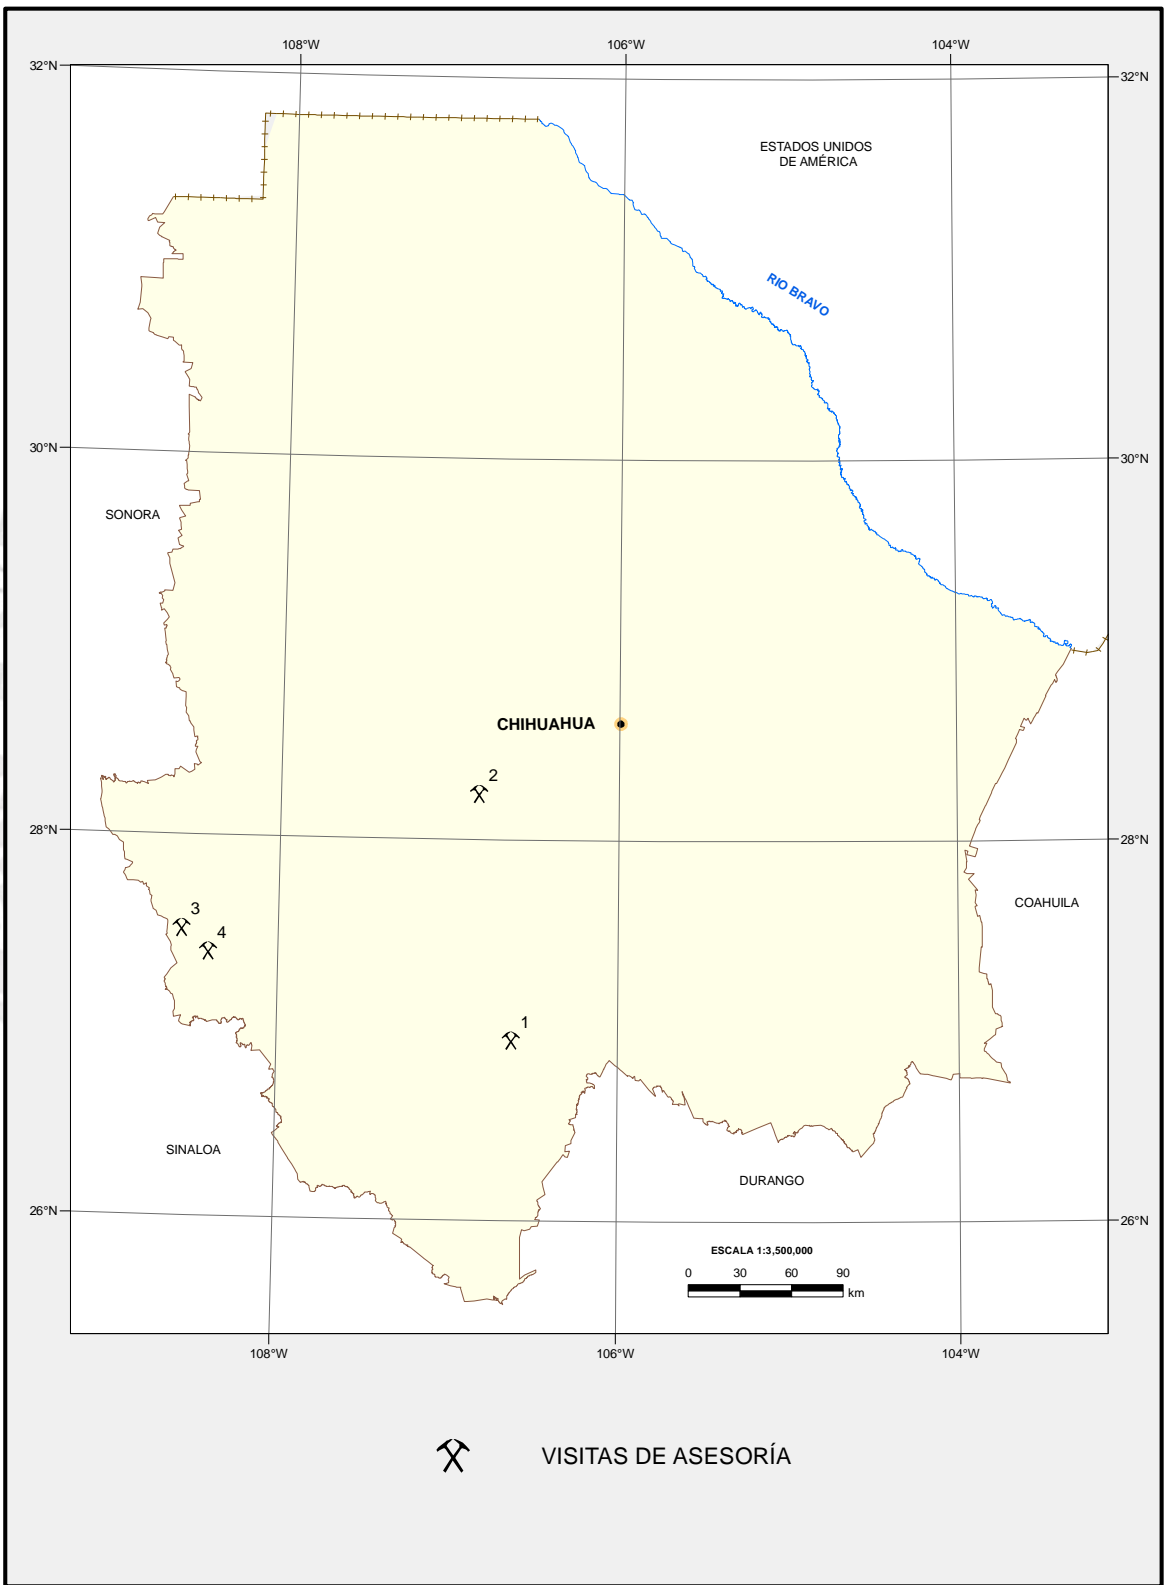 108°W 106°W 104°W
32°N 32°N
ESTADOS UNIDOS
DE AMÉRICA
RIO BRAVO
30°N 30°N
SONORA
CHIHUAHUA
2
28°N 28°N
COAHUILA
3
4
1
SINALOA
DURANGO
26°N 26°N
ESCALA 1:3,500,000
0 30 60 90
km
108°W 106°W 104°W
VISITAS DE ASESORÍA